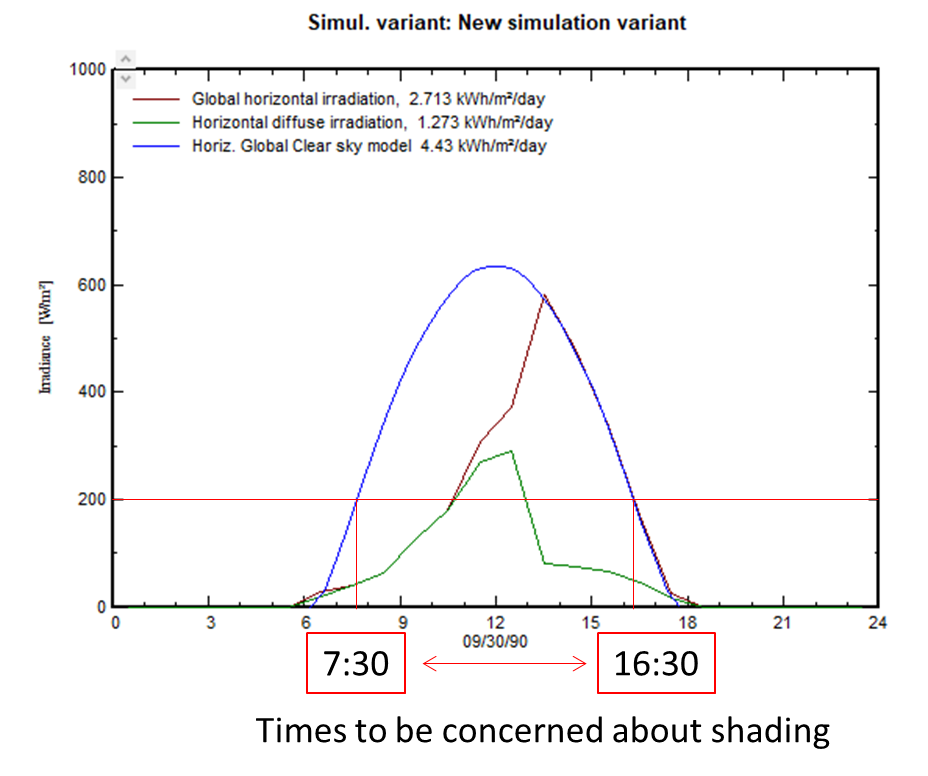 Simul. variant: New simulation variant
1000
Global horizontal irradiation, 2.713 kWh/m²/day
Horizontal diffuse irradiation, 1.273 kWh/m²/day
Horiz. Global Clear sky model 4.43 kWh/m²/day
800
600
Irradiance [W/m²]
400
200
0
0 3 6 9 12 15 18 21 24
09/30/90
7:30 16:30
Times to be concerned about shading